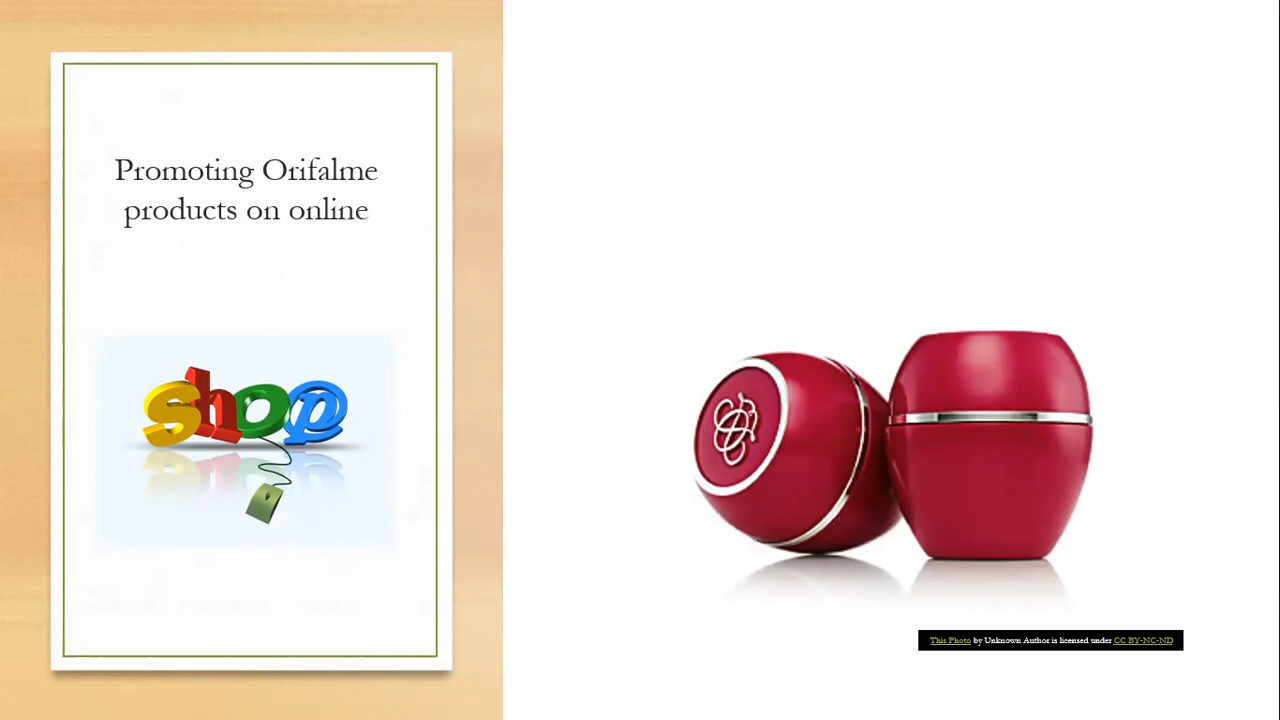 Promoting Orifalme
products on online
shop
This Photo by Unknown Author is licensed under CC BY-NC-ND